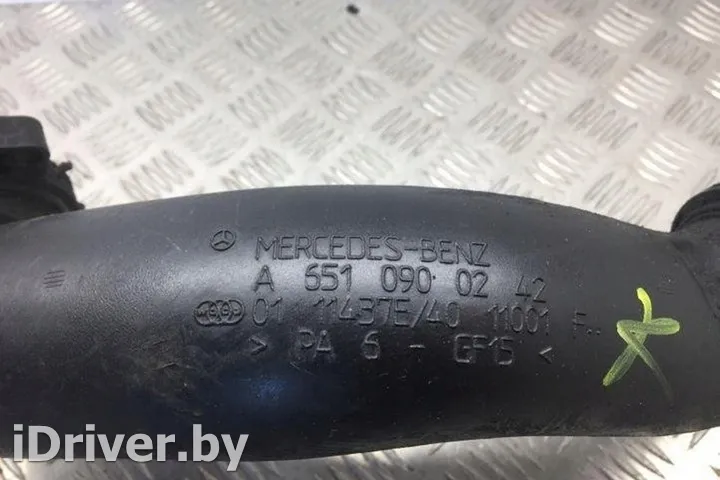 MERCEDES-BENZ
A 651 090 02 42
01 11437E/40 11001 F..
> PA 6 - GF15 <
iDriver.by